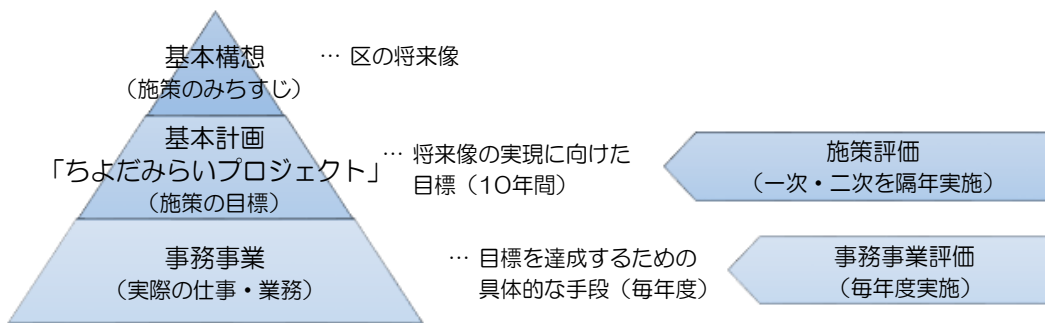 基本構想 … 区の将来像
（施策のみちすじ）
基本計画
「ちよだみらいプロジェクト」
（施策の目標）
… 将来像の実現に向けた
目標（10年間）
施策評価
（一次・二次を隔年実施）
事務事業
（実際の仕事・業務）
… 目標を達成するための
具体的な手段（毎年度）
事務事業評価
（毎年度実施）